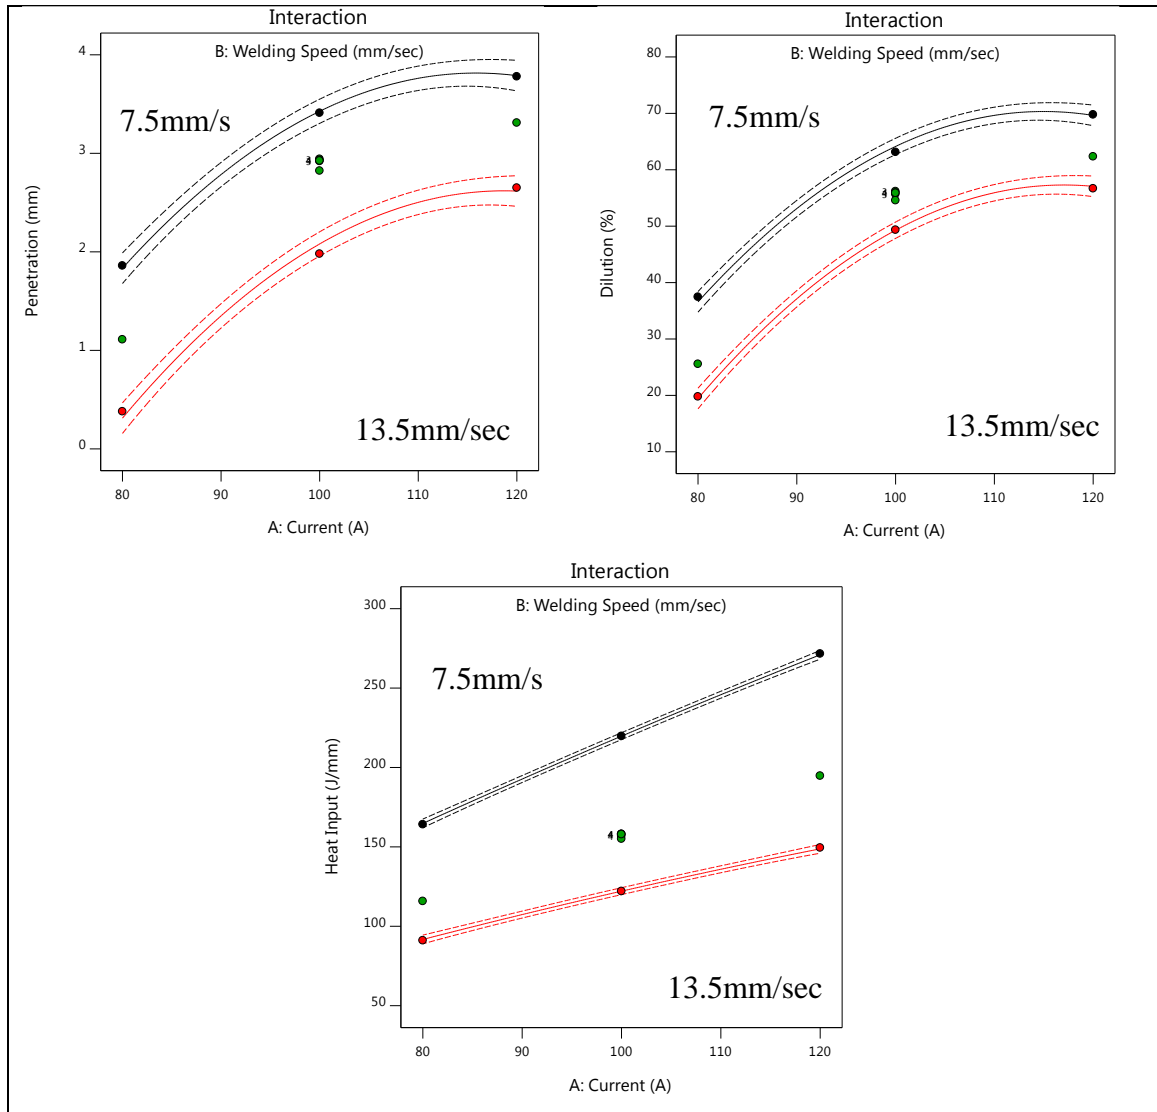 Interaction
B: Welding Speed (mm/sec)
7.5mm/s
13.5mm/sec
Penetration (mm)
4
3
2
1
0
80 90 100 110 120
A: Current (A)
Interaction
B: Welding Speed (mm/sec)
7.5mm/s
13.5mm/sec
Dilution (%)
80
70
60
50
40
30
20
10
80 90 100 110 120
A: Current (A)
Interaction
B: Welding Speed (mm/sec)
7.5mm/s
13.5mm/sec
Heat Input (J/mm)
300
250
200
150
100
50
80 90 100 110 120
A: Current (A)